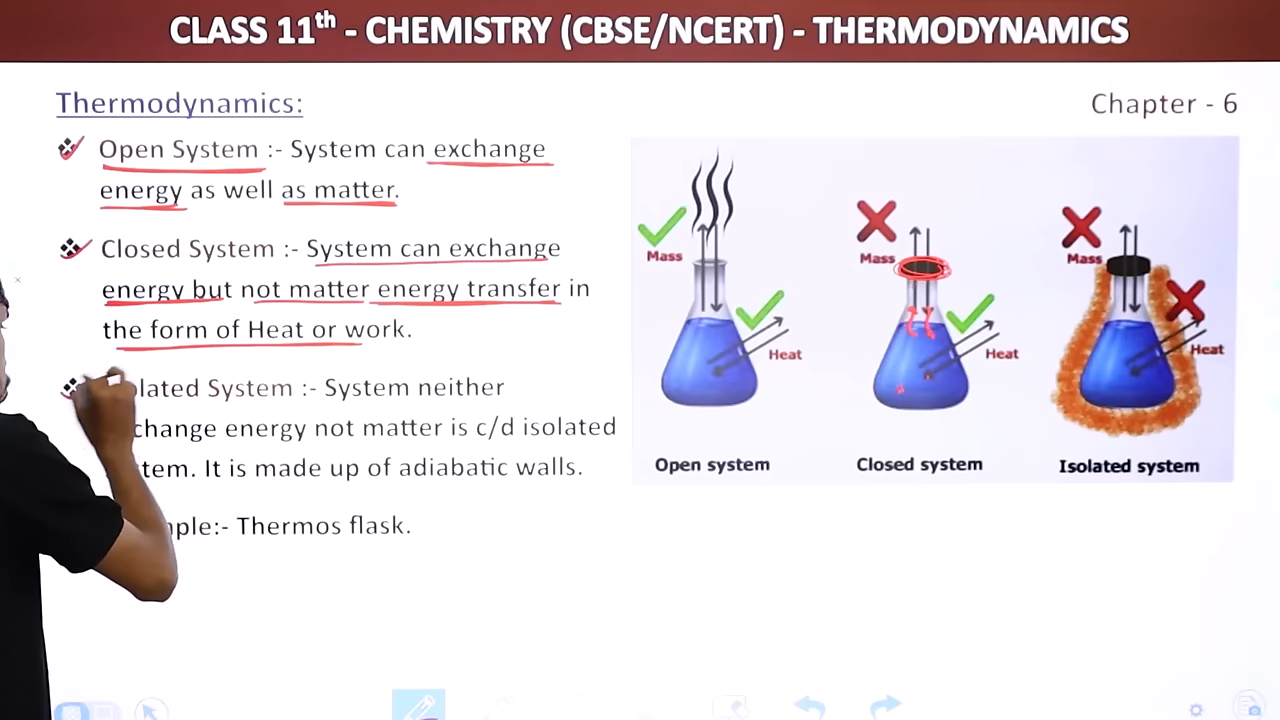 CLASS 11th - CHEMISTRY (CBSE/NCERT) - THERMODYNAMICS
Thermodynamics:
Chapter - 6
Open System :- System can exchange
energy as well as matter.
Closed System :- System can exchange
energy but not matter energy transfer in
the form of Heat or work.
lated System :- System neither
change energy not matter is c/d isolated
tem. It is made up of adiabatic walls.
ple:- Thermos flask.
Mass
Heat
Open system
Mass
Heat
Closed system
Mass
Heat
Isolated system